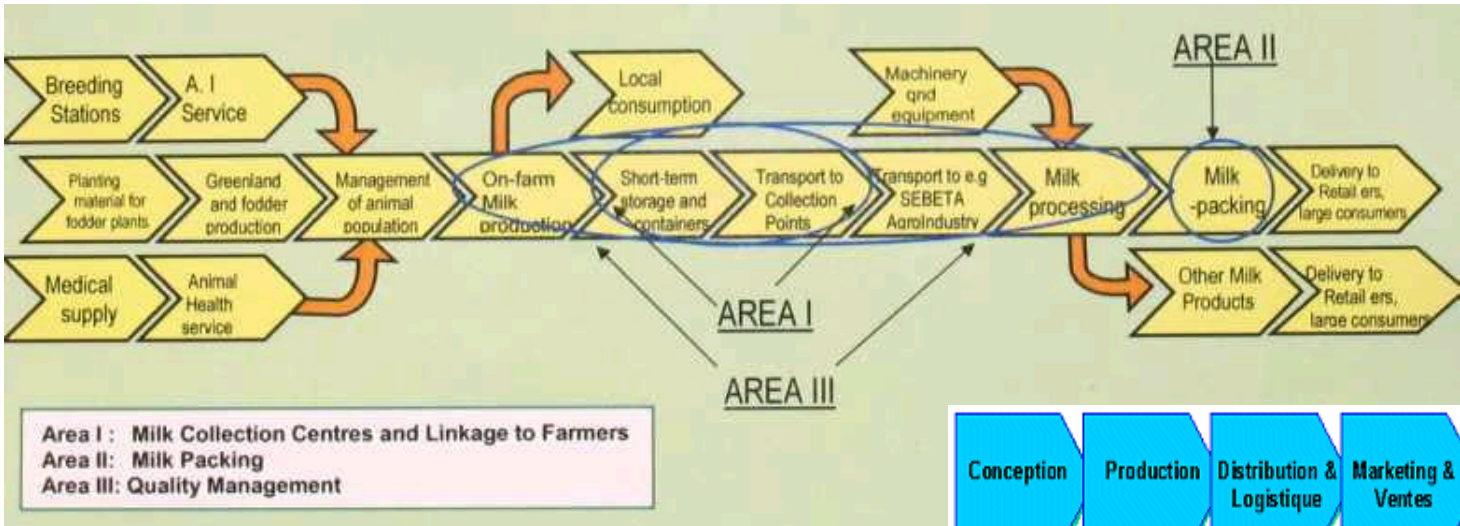 AREA II
Breeding
Stations
A. I
Service
Local
consumption
Machinery
qnd
equipment
Planting
material for
fodder plants
Greenland
and fodder
production
Management
of animal
population
On-farm
Milk
production
Short-term
storage and
containers
Transport to
Collection
Points
Transport to e.g
SEBETA
AgroIndustry
Milk
processing
Milk
-packing
Delivery to
Retail ers,
large consumers
Medical
supply
Animal
Health
service
Other Milk
Products
Delivery to
Retail ers,
large consumers
AREA I
AREA III
Area I : Milk Collection Centres and Linkage to Farmers
Area II: Milk Packing
Area III: Quality Management
Conception
Production
Distribution &
Logistique
Marketing &
Ventes